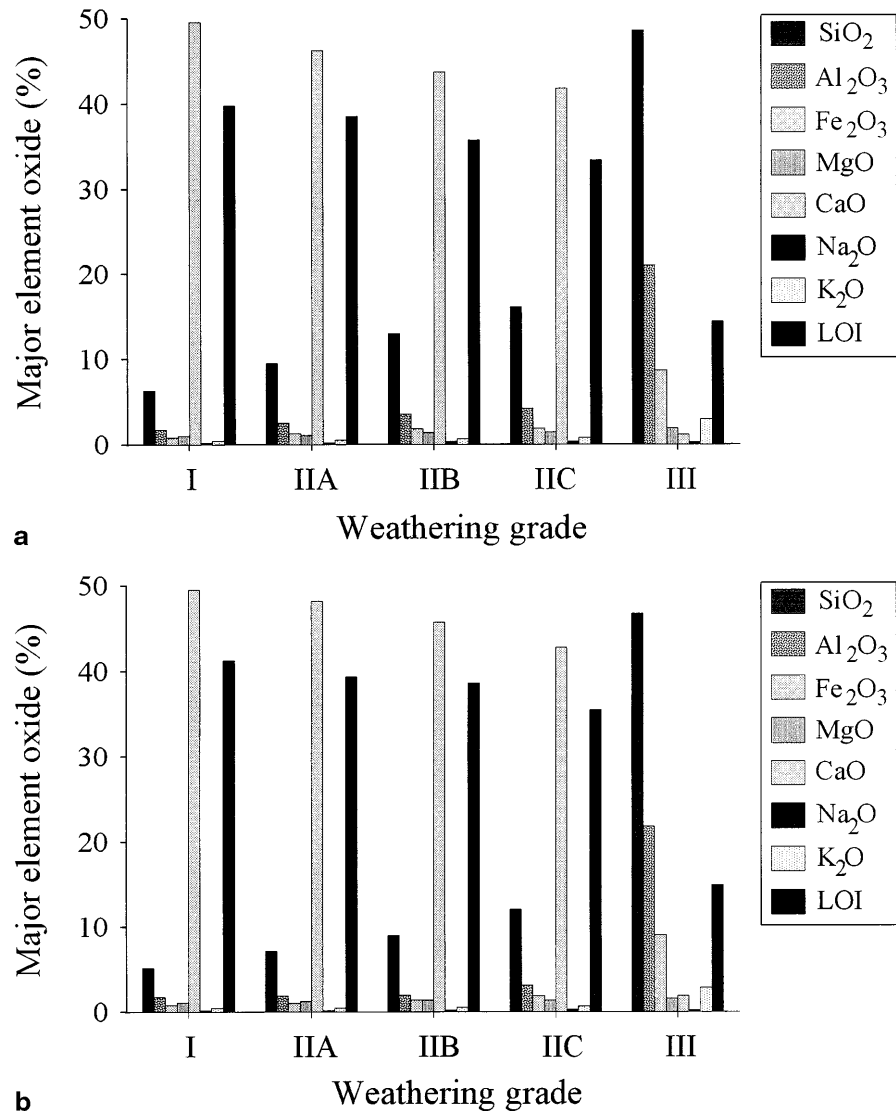 Major element oxide (%)
50
40
30
20
10
0
I IIA IIB IIC III
Weathering grade
SiO₂
Al₂O₃
Fe₂O₃
MgO
CaO
Na₂O
K₂O
LOI
a
Major element oxide (%)
50
40
30
20
10
0
I IIA IIB IIC III
Weathering grade
SiO₂
Al₂O₃
Fe₂O₃
MgO
CaO
Na₂O
K₂O
LOI
b